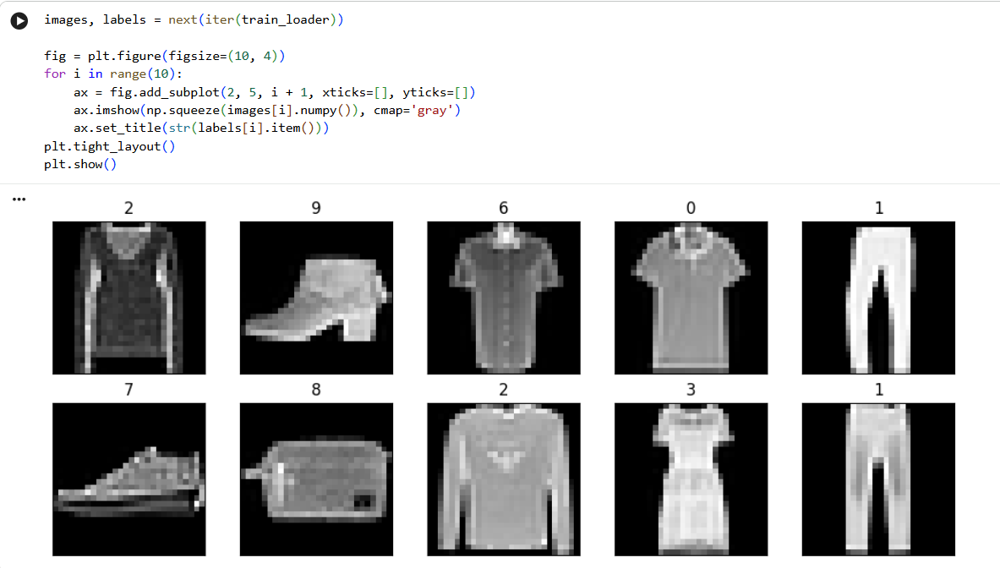 images, labels = next(iter(train_loader))

fig = plt.figure(figsize=(10, 4))
for i in range(10):
    ax = fig.add_subplot(2, 5, i + 1, xticks=[], yticks=[])
    ax.imshow(np.squeeze(images[i].numpy()), cmap='gray')
    ax.set_title(str(labels[i].item()))
plt.tight_layout()
plt.show()
2 9 6 0 1
7 8 2 3 1